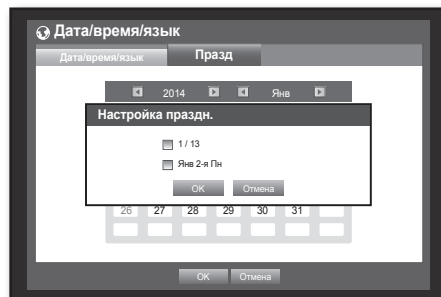 Дата/время/язык
Дата/время/язык Празд
2014 Янв
Настройка праздн.
1 / 13
Янв 2-я Пн
OK Отмена
26 27 28 29 30 31
OK Отмена